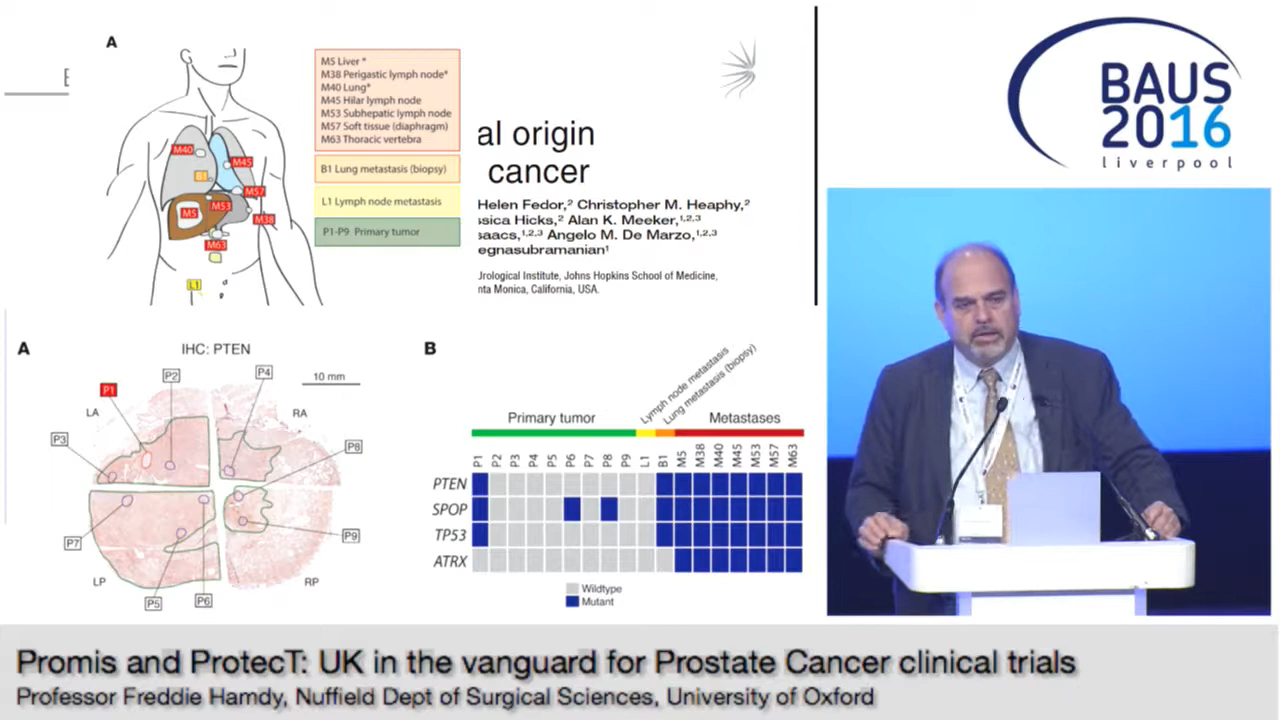 A
M5 Liver *
M38 Perigastic lymph node*
M40 Lung*
M45 Hilar lymph node
M53 Subhepatic lymph node
M57 Soft tissue (diaphragm)
M63 Thoracic vertebra
B1 Lung metastasis (biopsy)
L1 Lymph node metastasis
P1-P9 Primary tumor
M40
M45
B1
M57
M5
M53
M38
M63
L1
al origin
cancer
Helen Fedor,² Christopher M. Heaphy,²
ssica Hicks,² Alan K. Meeker,1,2,3
saacs,1,2,3 Angelo M. De Marzo,1,2,3
egnasubramanian¹
Urological Institute, Johns Hopkins School of Medicine,
nta Monica, California, USA.
BAUS
2016
liverpool
A
IHC: PTEN
10 mm
P1
P2
P4
LA
RA
P3
P8
P7
P9
LP
RP
P5
P6
B
Lymph node metastasis
Lung metastasis (biopsy)
Primary tumor
Metastases
P1 P2 P3 P4 P5 P6 P7 P8 P9 L1 B1 M5 M38 M40 M45 M53 M57 M63
PTEN
SPOP
TP53
ATRX
Wildtype
Mutant
Promis and ProtecT: UK in the vanguard for Prostate Cancer clinical trials
Professor Freddie Hamdy, Nuffield Dept of Surgical Sciences, University of Oxford